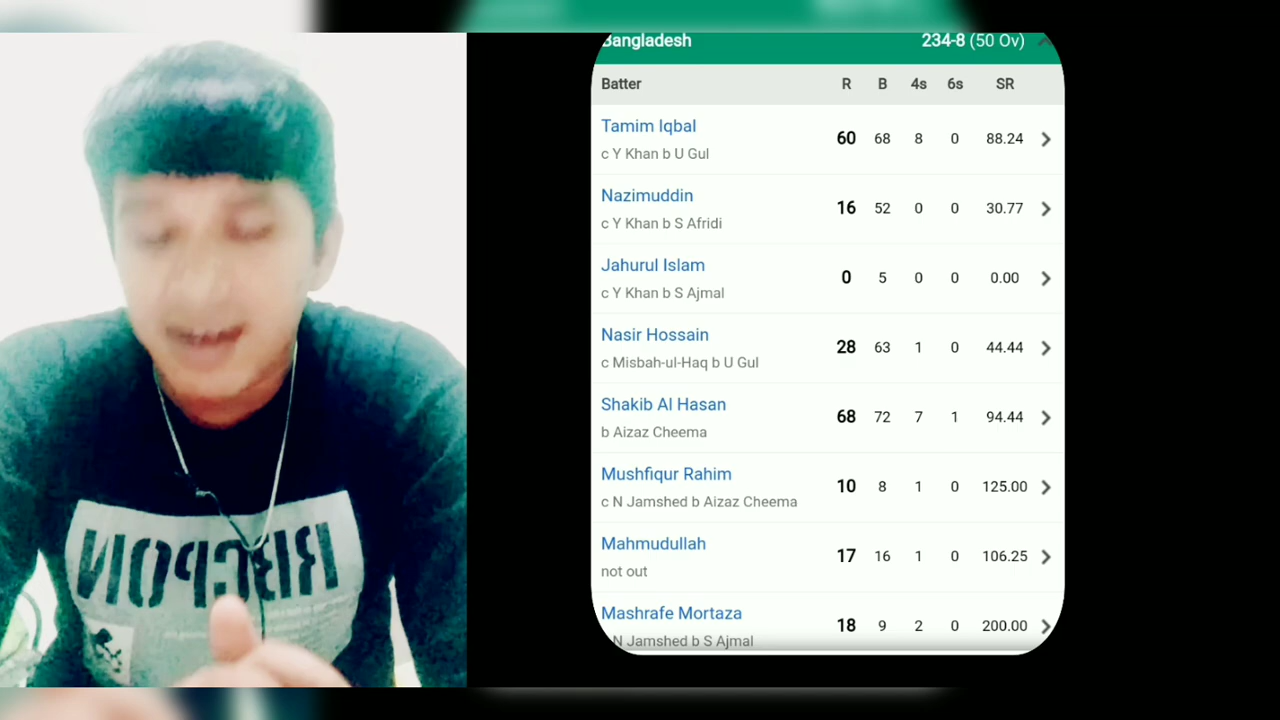 Bangladesh 234-8 (50 Ov)
Batter R B 4s 6s SR
Tamim Iqbal 60 68 8 0 88.24
c Y Khan b U Gul
Nazimuddin 16 52 0 0 30.77
c Y Khan b S Afridi
Jahurul Islam 0 5 0 0 0.00
c Y Khan b S Ajmal
Nasir Hossain 28 63 1 0 44.44
c Misbah-ul-Haq b U Gul
Shakib Al Hasan 68 72 7 1 94.44
b Aizaz Cheema
Mushfiqur Rahim 10 8 1 0 125.00
c N Jamshed b Aizaz Cheema
Mahmudullah 17 16 1 0 106.25
not out
Mashrafe Mortaza 18 9 2 0 200.00
N Jamshed b S Ajmal